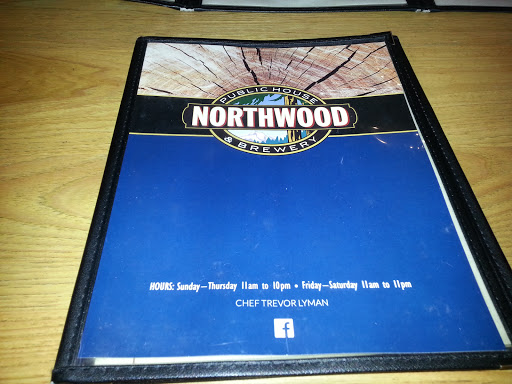 PUBLIC HOUSE
NORTHWOOD
& BREWERY
HOURS: Sunday—Thursday 11am to 10pm • Friday—Saturday 11am to 11pm
CHEF TREVOR LYMAN
f